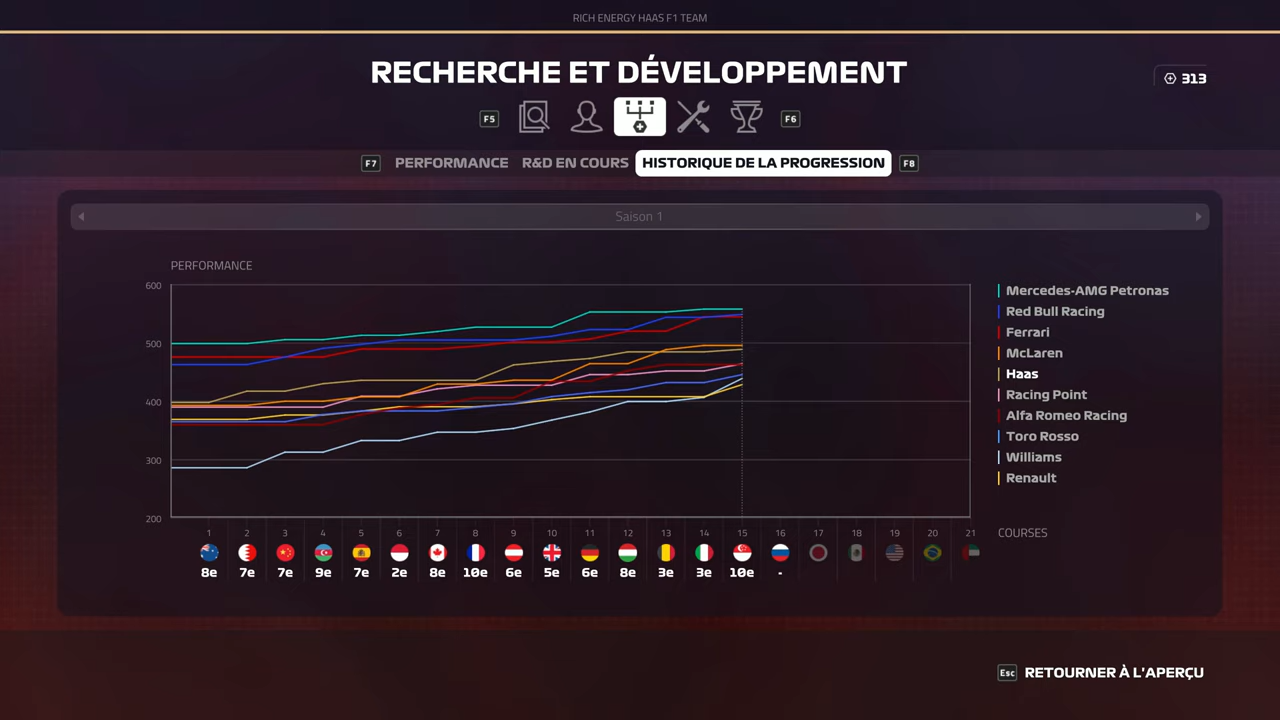 RICH ENERGY HAAS F1 TEAM
RECHERCHE ET DÉVELOPPEMENT
313
F5
F6
F7 PERFORMANCE R&D EN COURS HISTORIQUE DE LA PROGRESSION F8
Saison 1
PERFORMANCE
600
500
400
300
200
Mercedes-AMG Petronas
Red Bull Racing
Ferrari
McLaren
Haas
Racing Point
Alfa Romeo Racing
Toro Rosso
Williams
Renault
1 2 3 4 5 6 7 8 9 10 11 12 13 14 15 16 17 18 19 20 21
COURSES
8e 7e 7e 9e 7e 2e 8e 10e 6e 5e 6e 8e 3e 3e 10e -
Esc RETOURNER À L'APERÇU